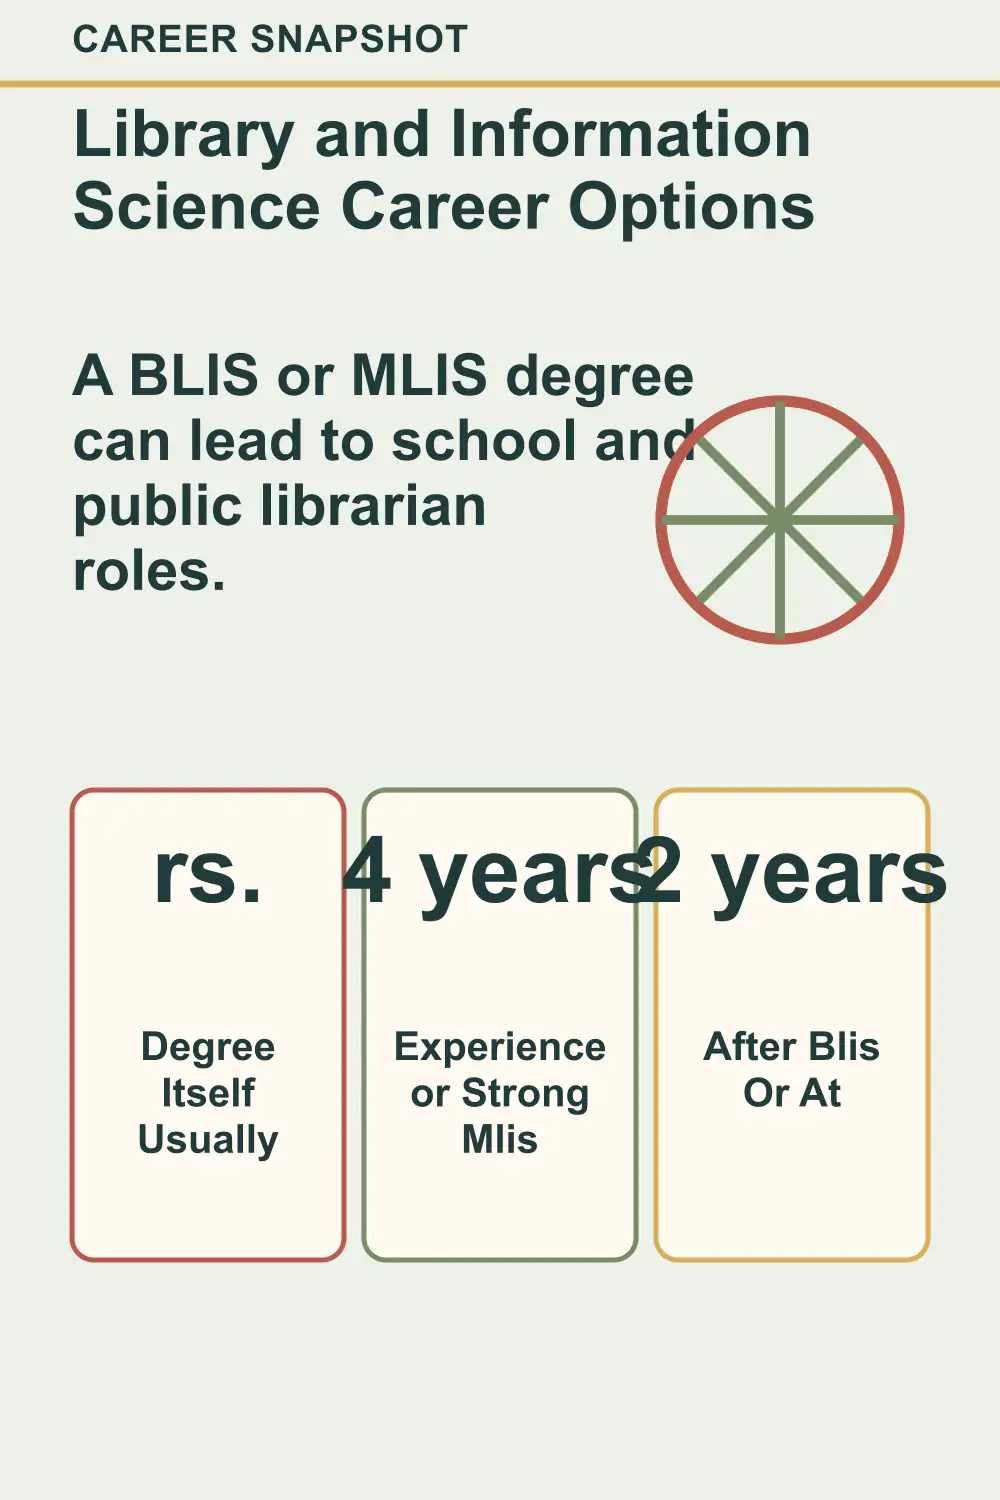 CAREER SNAPSHOT
Library and Information
Science Career Options
A BLIS or MLIS degree
can lead to school and
public librarian
roles.
rs.
Degree
Itself
Usually
4 years
Experience
or Strong
Mlis
2 years
After Blis
Or At